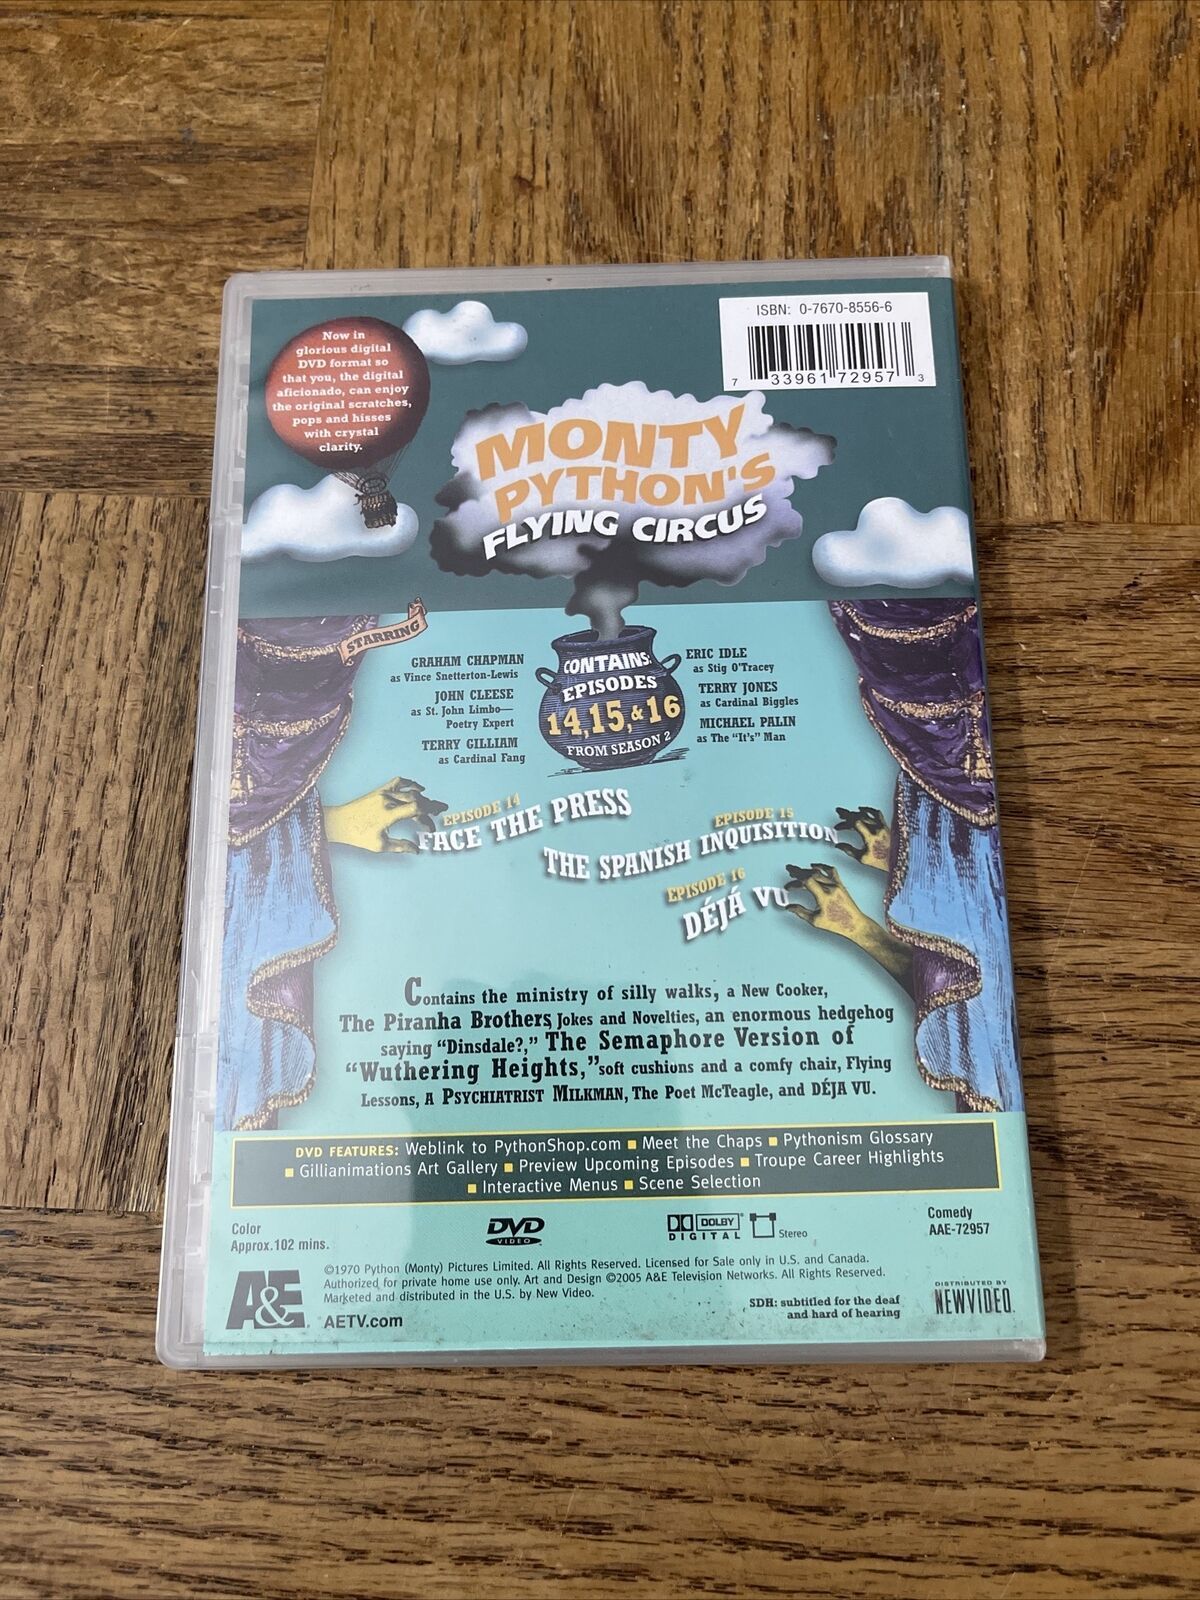 ISBN: 0-7670-8556-6
7 33961 72957 3
Now in
glorious digital
DVD format so
that you, the digital
aficionado, can enjoy
the original scratches,
pops and hisses
with crystal
clarity.
MONTY
PYTHON'S
FLYING CIRCUS
STARRING
GRAHAM CHAPMAN
as Vince Snetterton-Lewis
JOHN CLEESE
as St. John Limbo—
Poetry Expert
TERRY GILLIAM
as Cardinal Fang
CONTAINS:
EPISODES
14, 15, & 16
FROM SEASON 2
ERIC IDLE
as Stig O'Tracey
TERRY JONES
as Cardinal Biggles
MICHAEL PALIN
as The "It's" Man
EPISODE 14
FACE THE PRESS
EPISODE 15
THE SPANISH INQUISITION
EPISODE 16
DÉJÀ VU
Contains the ministry of silly walks, a New Cooker,
The Piranha Brothers, Jokes and Novelties, an enormous hedgehog
saying "Dinsdale?," The Semaphore Version of
"Wuthering Heights," soft cushions and a comfy chair, Flying
Lessons, A PSYCHIATRIST MILKMAN, The Poet McTeagle, and DÉJA VU.
DVD FEATURES: Weblink to PythonShop.com ■ Meet the Chaps ■ Pythonism Glossary
■ Gillianimations Art Gallery ■ Preview Upcoming Episodes ■ Troupe Career Highlights
■ Interactive Menus ■ Scene Selection
Color
Approx.102 mins.
DVD
VIDEO
DOLBY
DIGITAL
Stereo
Comedy
AAE-72957
©1970 Python (Monty) Pictures Limited. All Rights Reserved. Licensed for Sale only in U.S. and Canada.
Authorized for private home use only. Art and Design ©2005 A&E Television Networks. All Rights Reserved.
Marketed and distributed in the U.S. by New Video.
A&E
AETV.com
SDH: subtitled for the deaf
and hard of hearing
DISTRIBUTED BY
NEWVIDEO